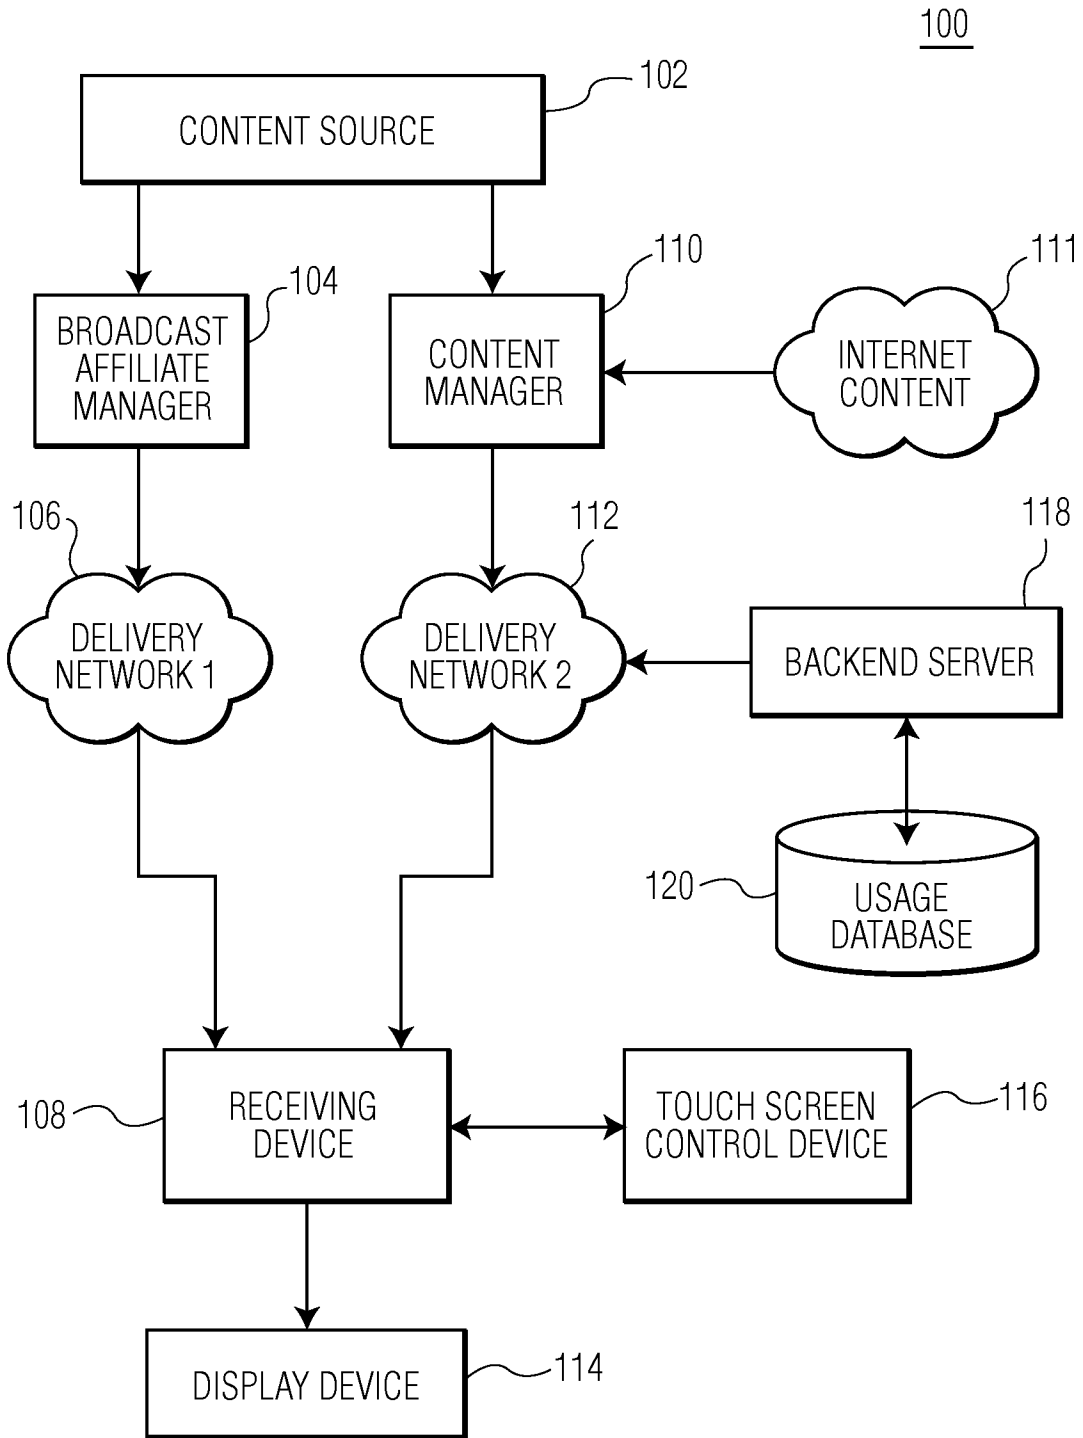 100
102
CONTENT SOURCE
110
111
104
BROADCAST
AFFILIATE
MANAGER
CONTENT
MANAGER
INTERNET
CONTENT
106
112
118
DELIVERY
NETWORK 1
DELIVERY
NETWORK 2
BACKEND SERVER
120
USAGE
DATABASE
108
RECEIVING
DEVICE
TOUCH SCREEN
CONTROL DEVICE
116
DISPLAY DEVICE
114